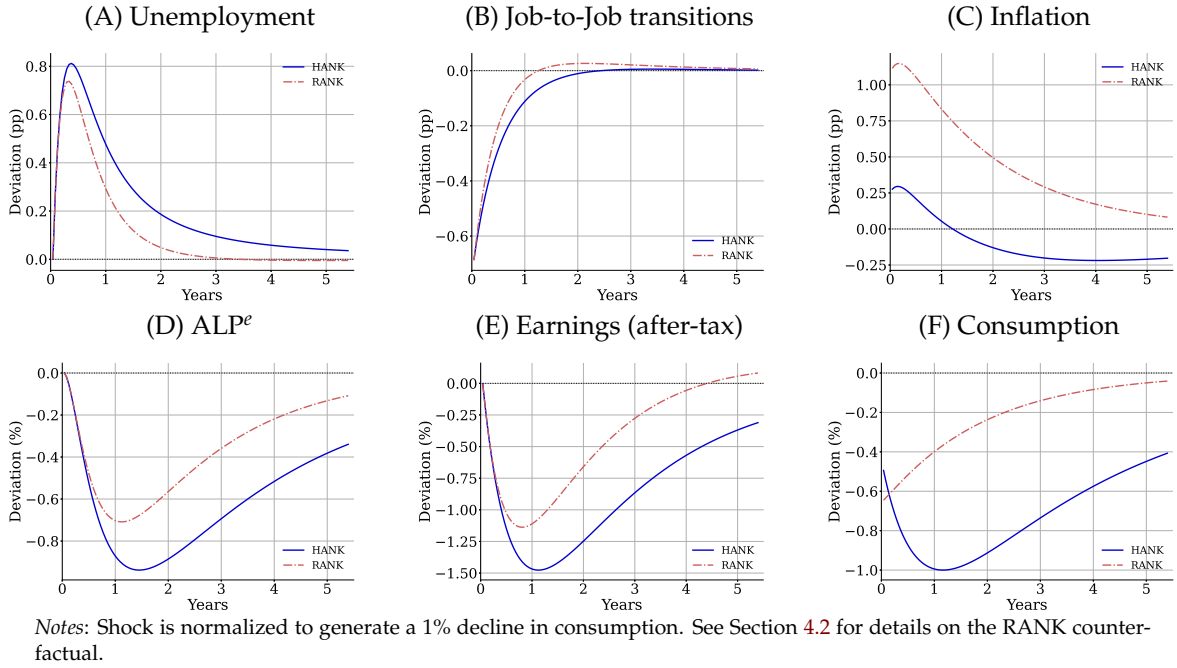 (A) Unemployment
(B) Job-to-Job transitions
(C) Inflation
Deviation (pp)
0.8
0.6
0.4
0.2
0.0
HANK
RANK
0 1 2 3 4 5
Years
Deviation (pp)
0.0
−0.2
−0.4
−0.6
HANK
RANK
0 1 2 3 4 5
Years
Deviation (pp)
1.00
0.75
0.50
0.25
0.00
−0.25
HANK
RANK
0 1 2 3 4 5
Years
(D) ALPᵉ
(E) Earnings (after-tax)
(F) Consumption
Deviation (%)
0.0
−0.2
−0.4
−0.6
−0.8
HANK
RANK
0 1 2 3 4 5
Years
Deviation (%)
0.00
−0.25
−0.50
−0.75
−1.00
−1.25
−1.50
HANK
RANK
0 1 2 3 4 5
Years
Deviation (%)
0.0
−0.2
−0.4
−0.6
−0.8
−1.0
HANK
RANK
0 1 2 3 4 5
Years
Notes: Shock is normalized to generate a 1% decline in consumption. See Section 4.2 for details on the RANK counter-
factual.